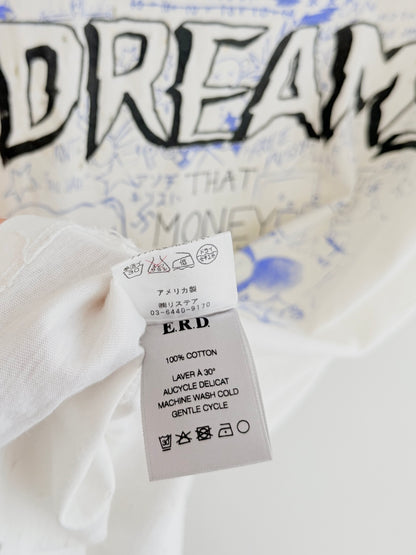 DREAM
THAT
MONEY
アメリカ製
㈱リステア
03-6440-9170
E.R.D.
100% COTTON
LAVER À 30°
AUCYCLE DELICAT
MACHINE WASH COLD
GENTLE CYCLE